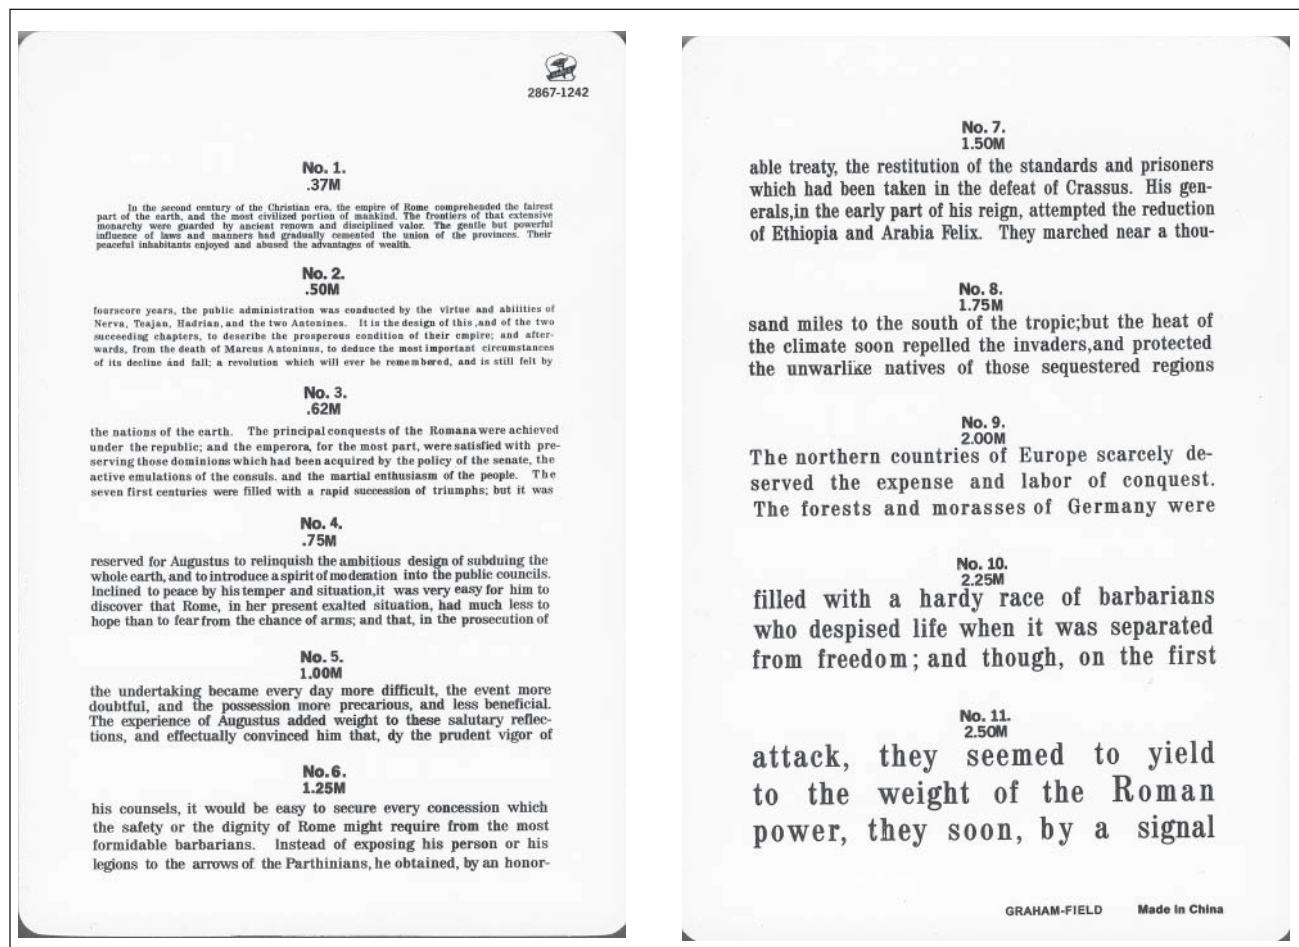 2867-1242
No. 1.
.37M
In the second century of the Christian era, the empire of Rome comprehended the fairest
part of the earth, and the most civilized portion of mankind. The frontiers of that extensive
monarchy were guarded by ancient renown and disciplined valor. The gentle but powerful
influence of laws and manners had gradually cemented the union of the provinces. Their
peaceful inhabitants enjoyed and abused the advantages of wealth.
No. 2.
.50M
fourscore years, the public administration was conducted by the virtue and abilities of
Nerva, Teajan, Hadrian, and the two Antonines. It is the design of this ,and of the two
succeeding chapters, to describe the prosperous condition of their empire; and after-
wards, from the death of Marcus Antoninus, to deduce the most important circumstances
of its decline and fall; a revolution which will ever be remembered, and is still felt by
No. 3.
.62M
the nations of the earth. The principal conquests of the Romana were achieved
under the republic; and the emperora, for the most part, were satisfied with pre-
serving those dominions which had been acquired by the policy of the senate, the
active emulations of the consuls. and the martial enthusiasm of the people. The
seven first centuries were filled with a rapid succession of triumphs; but it was
No. 4.
.75M
reserved for Augustus to relinquish the ambitious design of subduing the
whole earth, and to introduce a spirit of moderation into the public councils.
Inclined to peace by his temper and situation,it was very easy for him to
discover that Rome, in her present exalted situation, had much less to
hope than to fear from the chance of arms; and that, in the prosecution of
No. 5.
1.00M
the undertaking became every day more difficult, the event more
doubtful, and the possession more precarious, and less beneficial.
The experience of Augustus added weight to these salutary reflec-
tions, and effectually convinced him that, dy the prudent vigor of
No. 6.
1.25M
his counsels, it would be easy to secure every concession which
the safety or the dignity of Rome might require from the most
formidable barbarians. Instead of exposing his person or his
legions to the arrows of the Parthinians, he obtained, by an honor-
No. 7.
1.50M
able treaty, the restitution of the standards and prisoners
which had been taken in the defeat of Crassus. His gen-
erals,in the early part of his reign, attempted the reduction
of Ethiopia and Arabia Felix. They marched near a thou-
No. 8.
1.75M
sand miles to the south of the tropic;but the heat of
the climate soon repelled the invaders,and protected
the unwarlike natives of those sequestered regions
No. 9.
2.00M
The northern countries of Europe scarcely de-
served the expense and labor of conquest.
The forests and morasses of Germany were
No. 10.
2.25M
filled with a hardy race of barbarians
who despised life when it was separated
from freedom; and though, on the first
No. 11.
2.50M
attack, they seemed to yield
to the weight of the Roman
power, they soon, by a signal
GRAHAM-FIELD Made in China